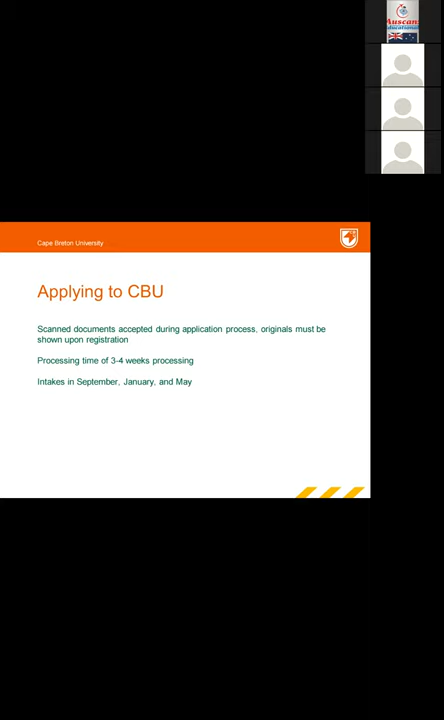 Auscan
Educational
Cape Breton University
Applying to CBU
Scanned documents accepted during application process, originals must be
shown upon registration
Processing time of 3-4 weeks processing
Intakes in September, January, and May